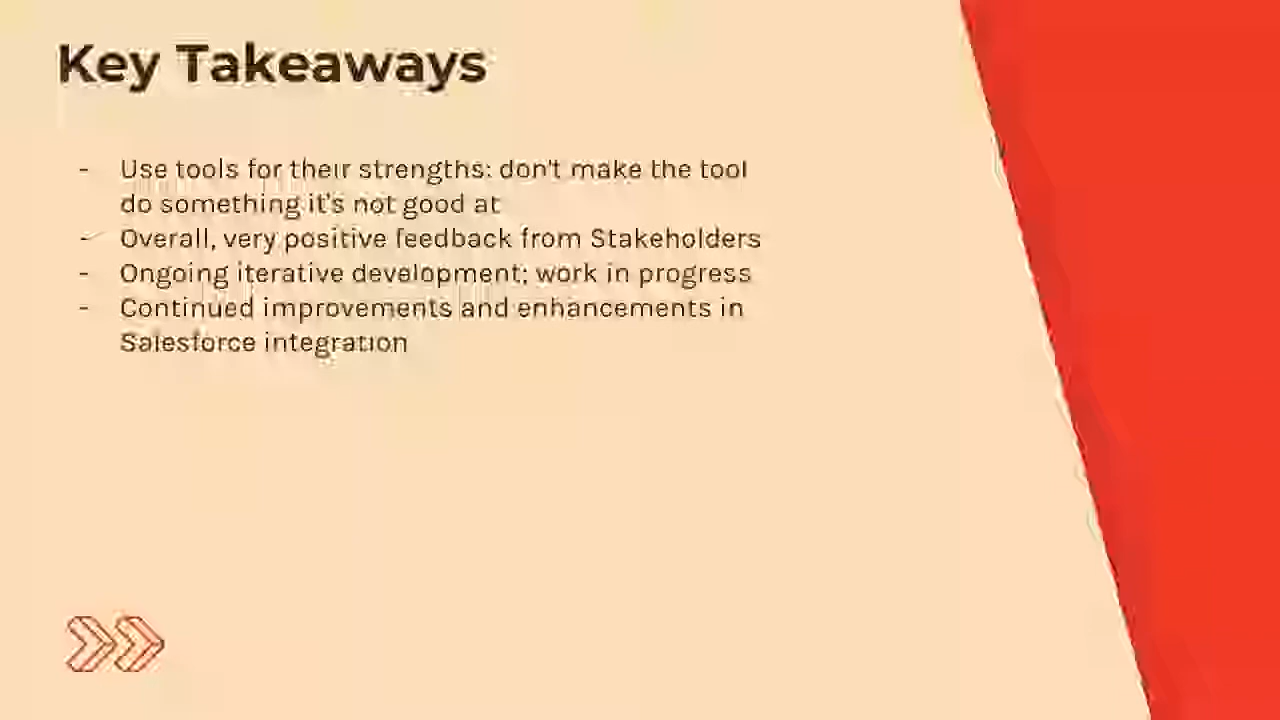 Key Takeaways
- Use tools for their strengths: don't make the tool
do something it's not good at
- Overall, very positive feedback from Stakeholders
- Ongoing iterative development; work in progress
- Continued improvements and enhancements in
Salesforce integration